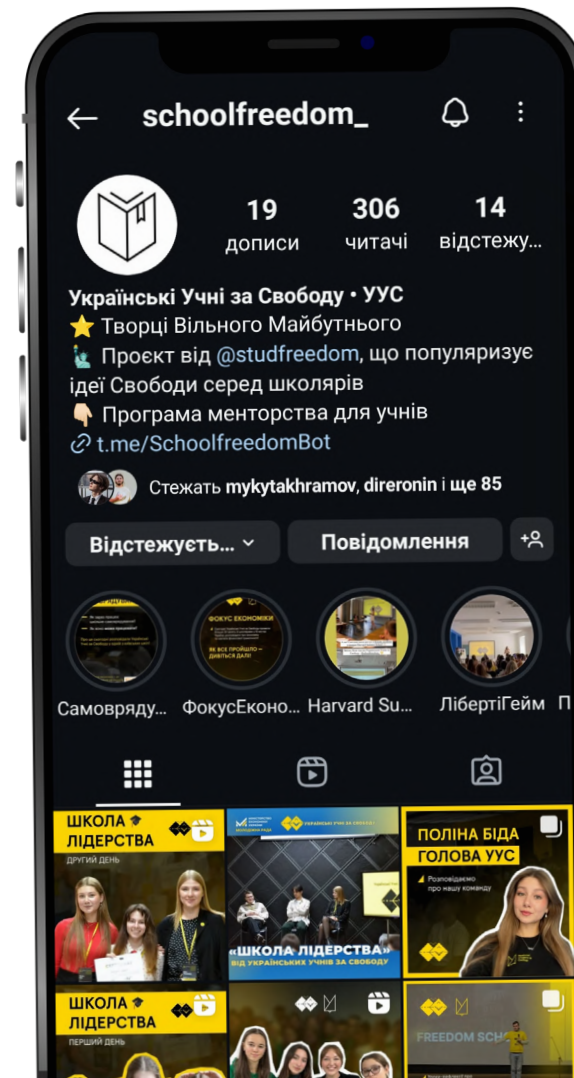 schoolfreedom_
19
дописи
306
читачі
14
відстежу...
Українські Учні за Свободу • УУС
Творці Вільного Майбутнього
Проєкт від @studfreedom, що популяризує
ідеї Свободи серед школярів
Програма менторства для учнів
t.me/SchoolfreedomBot
Стежать mykytakhramov, direronin і ще 85
Відстежуєть...
Повідомлення
ФОКУС ЕКОНОМІКИ
ЯК ВСЕ ПРОЙШЛО –
ДИВІТЬСЯ ДАЛІ
Самовряду...
ФокусЕконо...
Harvard Su...
ЛібертіГейм
П
ШКОЛА
ЛІДЕРСТВА
ДРУГИЙ ДЕНЬ
УКРАЇНСЬКІ УЧНІ ЗА СВОБОДУ
«ШКОЛА ЛІДЕРСТВА»
ВІД УКРАЇНСЬКИХ УЧНІВ ЗА СВОБОДУ
ПОЛІНА БІДА
ГОЛОВА УУС
Розповідаємо
про нашу команду
ШКОЛА
ЛІДЕРСТВА
ПЕРШИЙ ДЕНЬ
FREEDOM SCH